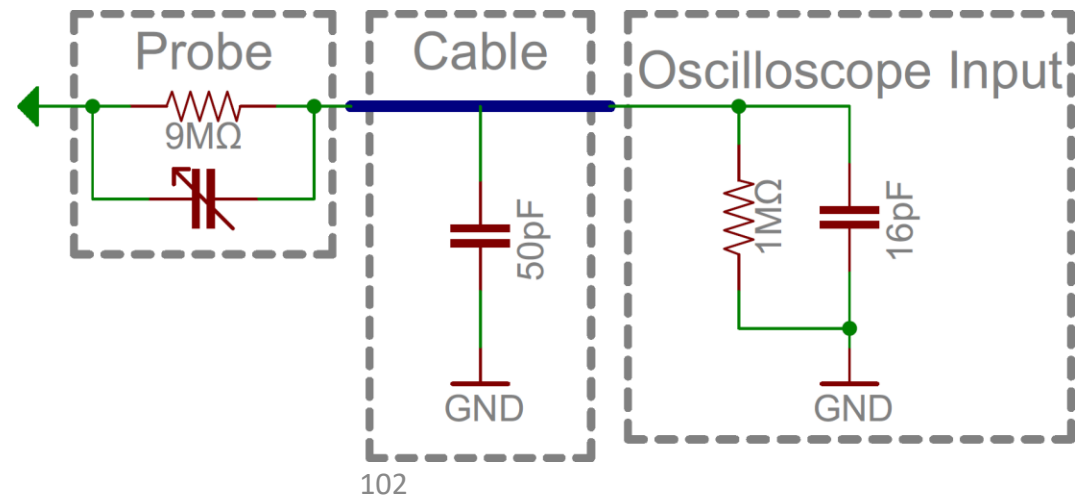 Probe
Cable
Oscilloscope Input
9MΩ
50pF
1MΩ
16pF
GND
GND
102